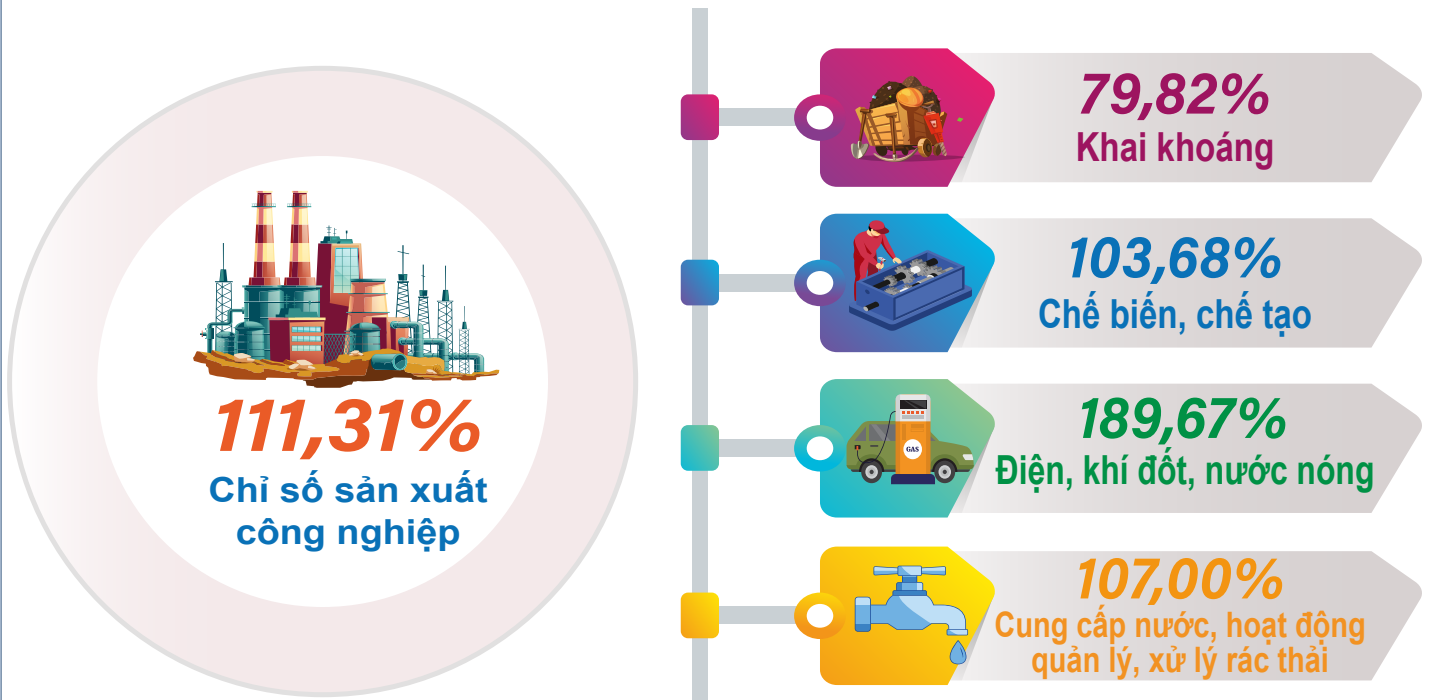 111,31%
Chỉ số sản xuất
công nghiệp
79,82%
Khai khoáng
103,68%
Chế biến, chế tạo
GAS
189,67%
Điện, khí đốt, nước nóng
107,00%
Cung cấp nước, hoạt động
quản lý, xử lý rác thải